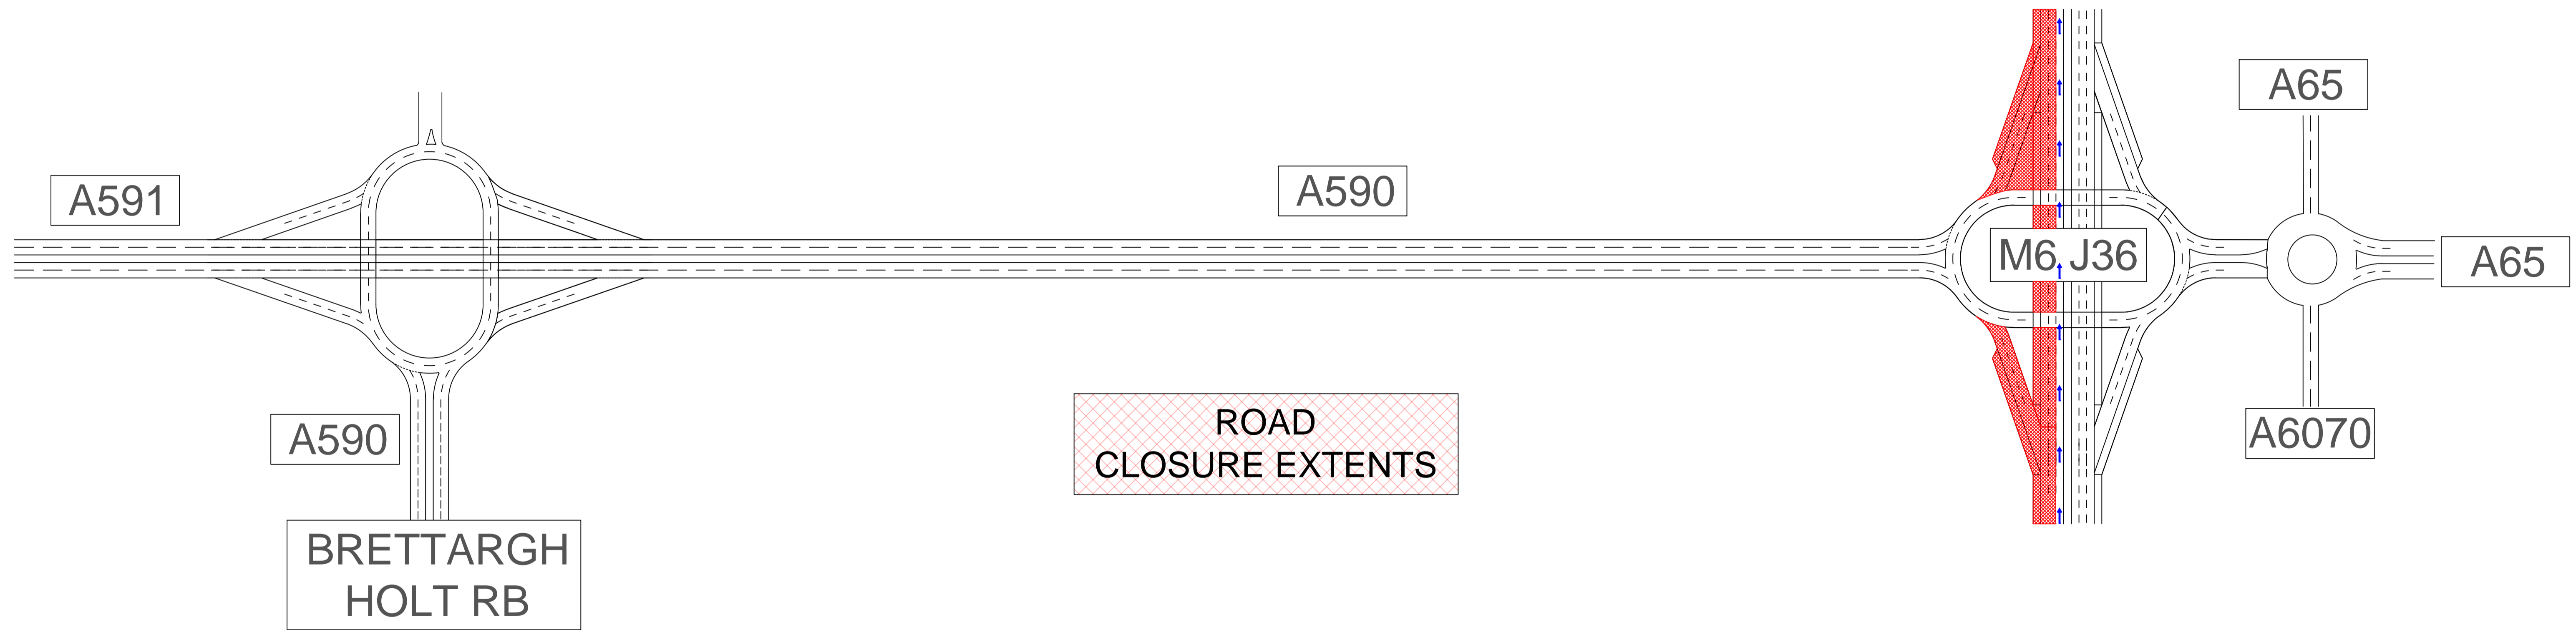 A65
A591
A590
M6 J36
A65
A590
ROAD
CLOSURE EXTENTS
A6070
BRETTARGH
HOLT RB